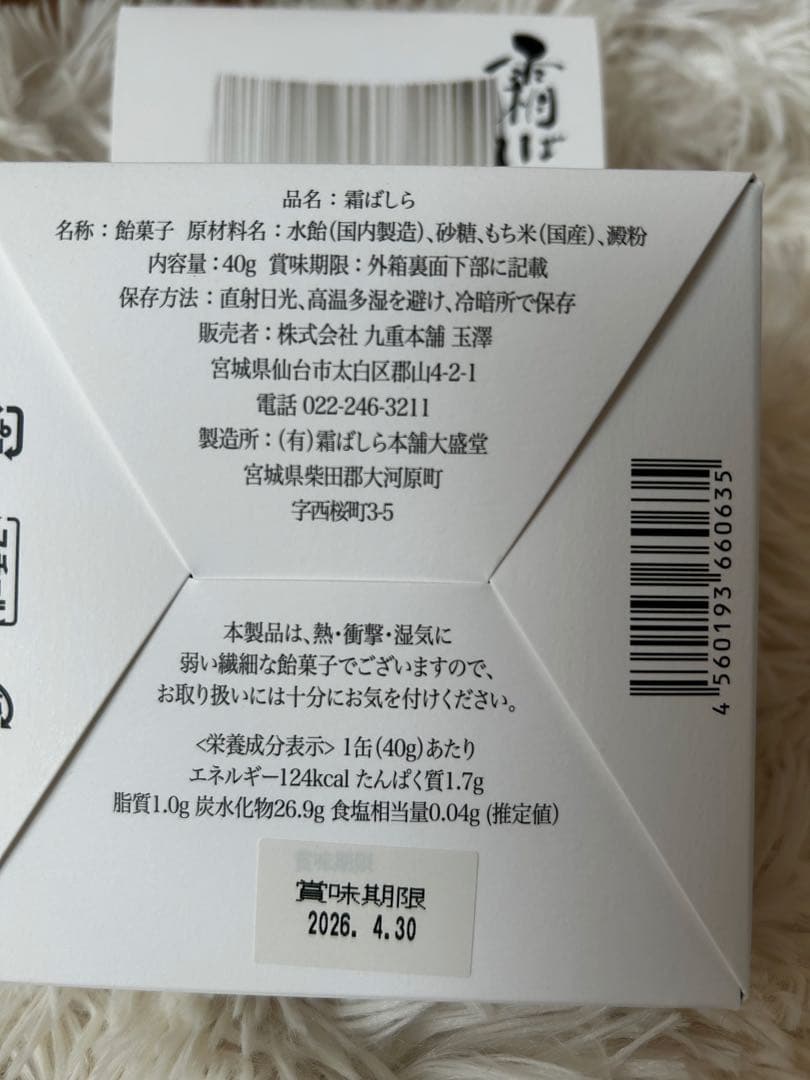 霜ば
品名：霜ばしら
名称：飴菓子 原材料名：水飴（国内製造）、砂糖、もち米（国産）、澱粉
内容量：40g 賞味期限：外箱裏面下部に記載
保存方法：直射日光、高温多湿を避け、冷暗所で保存
販売者：株式会社 九重本舗 玉澤
宮城県仙台市太白区郡山4-2-1
電話 022-246-3211
製造所：（有）霜ばしら本舗大盛堂
宮城県柴田郡大河原町
字西桜町3-5
本製品は、熱・衝撃・湿気に
弱い繊細な飴菓子でございますので、
お取り扱いには十分にお気を付けください。
<栄養成分表示> 1缶（40g）あたり
エネルギー124kcal たんぱく質1.7g
脂質1.0g 炭水化物26.9g 食塩相当量0.04g (推定値)
賞味期限
2026. 4.30
4 560193 660635